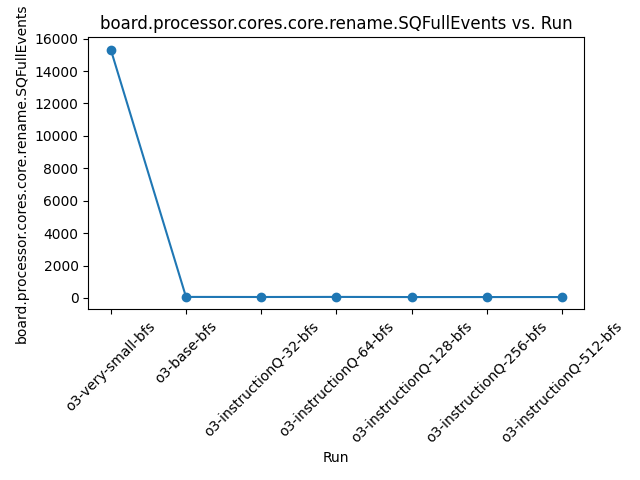 board.processor.cores.core.rename.SQFullEvents vs. Run
board.processor.cores.core.rename.SQFullEvents
16000
14000
12000
10000
8000
6000
4000
2000
0
o3-very-small-bfs
o3-base-bfs
o3-instructionQ-32-bfs
o3-instructionQ-64-bfs
o3-instructionQ-128-bfs
o3-instructionQ-256-bfs
o3-instructionQ-512-bfs
Run